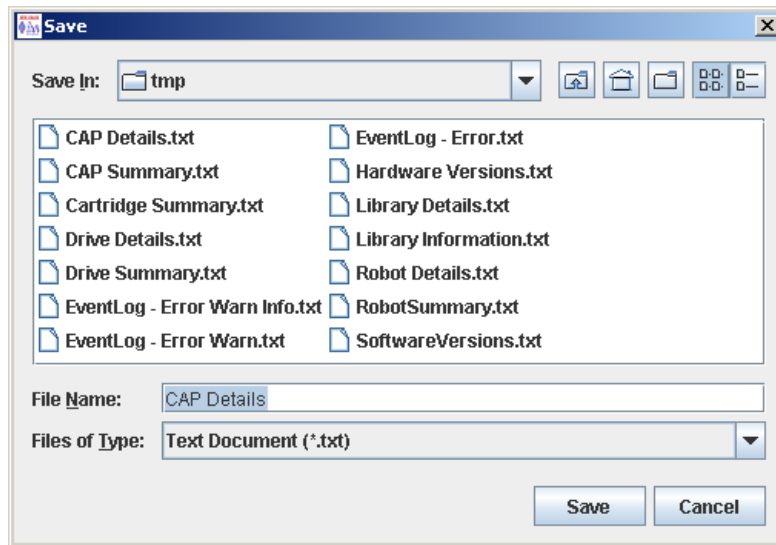 Save
Save In: tmp
CAP Details.txt
CAP Summary.txt
Cartridge Summary.txt
Drive Details.txt
Drive Summary.txt
EventLog - Error Warn Info.txt
EventLog - Error Warn.txt
EventLog - Error.txt
Hardware Versions.txt
Library Details.txt
Library Information.txt
Robot Details.txt
RobotSummary.txt
SoftwareVersions.txt
File Name: CAP Details
Files of Type: Text Document (*.txt)
Save Cancel